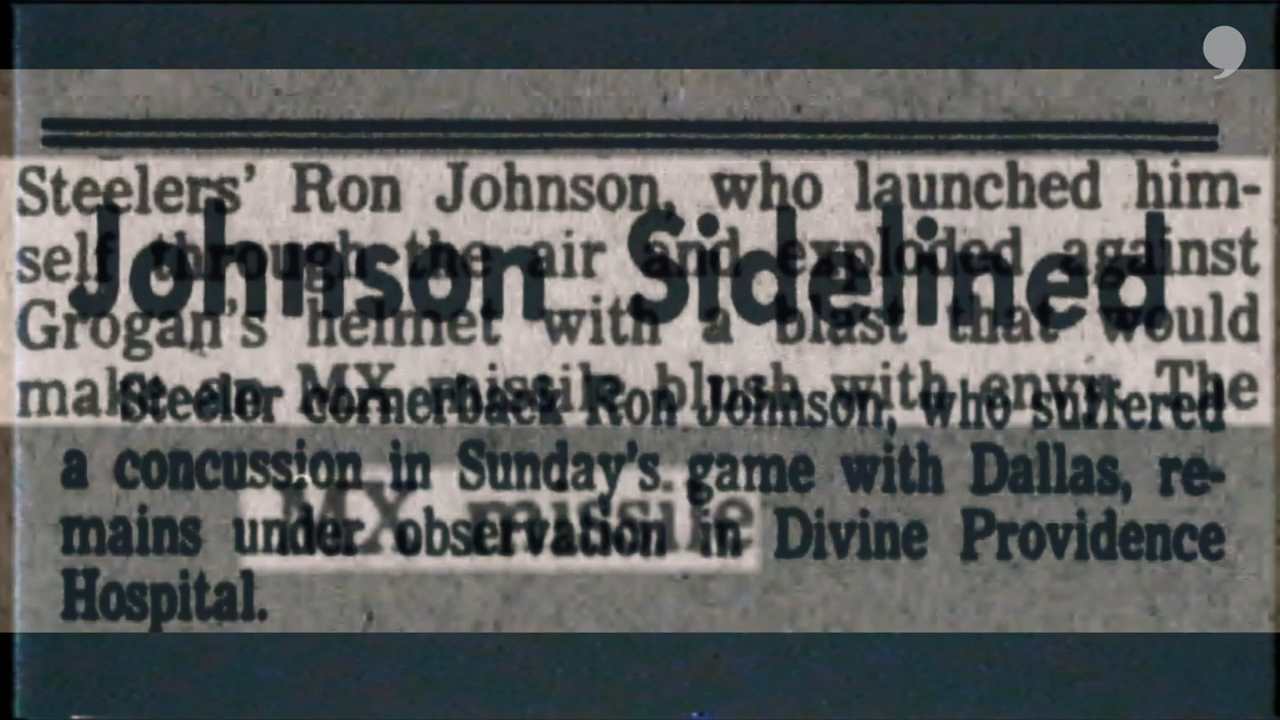 Steelers' Ron Johnson, who launched him-
self through the air and exploded against
Grogan's helmet with a blast that would
make an MX missile blush with envy. The
Johnson Sidelined
Steeler cornerback Ron Johnson, who suffered
a concussion in Sunday's game with Dallas, re-
mains under observation in Divine Providence
Hospital.
MX missile